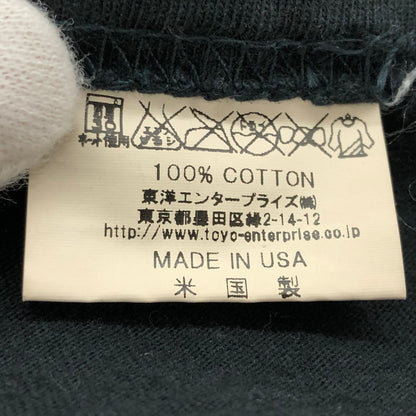 ネット使用
100% COTTON
東洋エンタープライズ㈱
東京都墨田区緑2-14-12
http://www.toyo-enterprise.co.jp
MADE IN USA
米国製